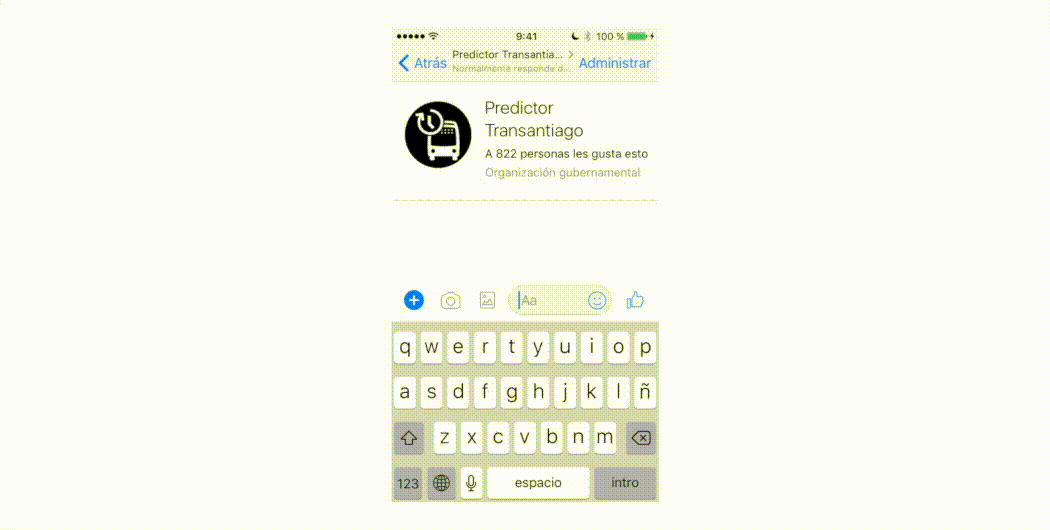 9:41 100 %
Predictor Transantia...
Atrás Administrar
Normalmente responde d...
Predictor
Transantiago
A 822 personas les gusta esto
Organización gubernamental
Aa
q w e r t y u i o p
a s d f g h j k l ñ
z x c v b n m
123 espacio intro